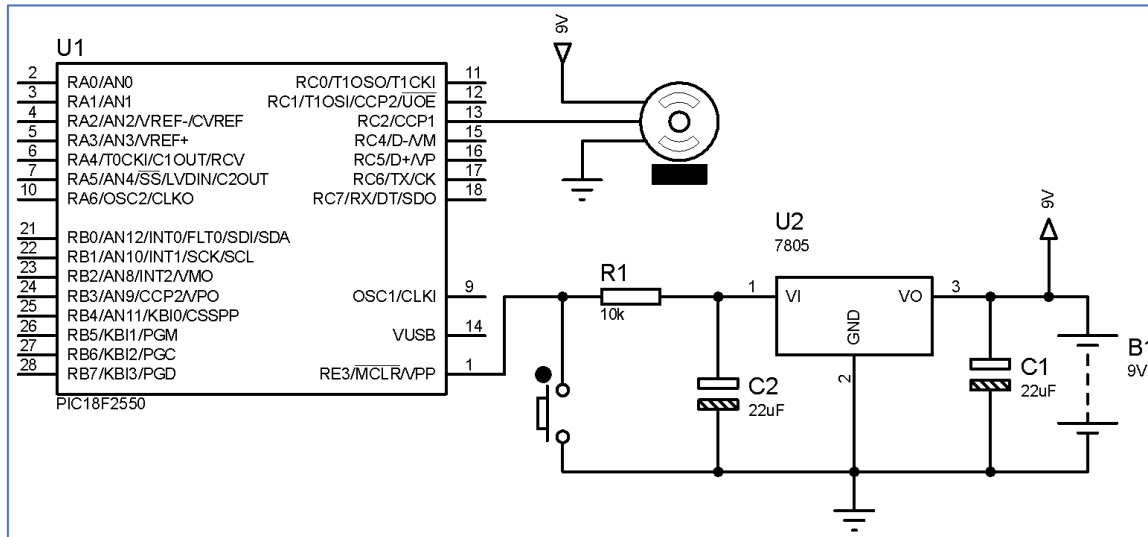 U1
2 RA0/AN0
3 RA1/AN1
4 RA2/AN2/VREF-/CVREF
5 RA3/AN3/VREF+
6 RA4/T0CKI/C1OUT/RCV
7 RA5/AN4/SS/LVDIN/C2OUT
10 RA6/OSC2/CLKO
21 RB0/AN12/INT0/FLT0/SDI/SDA
22 RB1/AN10/INT1/SCK/SCL
23 RB2/AN8/INT2/VMO
24 RB3/AN9/CCP2/VPO
25 RB4/AN11/KBI0/CSSPP
26 RB5/KBI1/PGM
27 RB6/KBI2/PGC
28 RB7/KBI3/PGD
RC0/T1OSO/T1CKI 11
RC1/T1OSI/CCP2/UOE 12
RC2/CCP1 13
RC4/D-/VM 15
RC5/D+/VP 16
RC6/TX/CK 17
RC7/RX/DT/SDO 18
OSC1/CLKI 9
VUSB 14
RE3/MCLR/VPP 1
PIC18F2550
9V
R1
10k
U2
7805
1 VI
VO 3
GND
2
C2
22uF
9V
C1
22uF
B1
9V